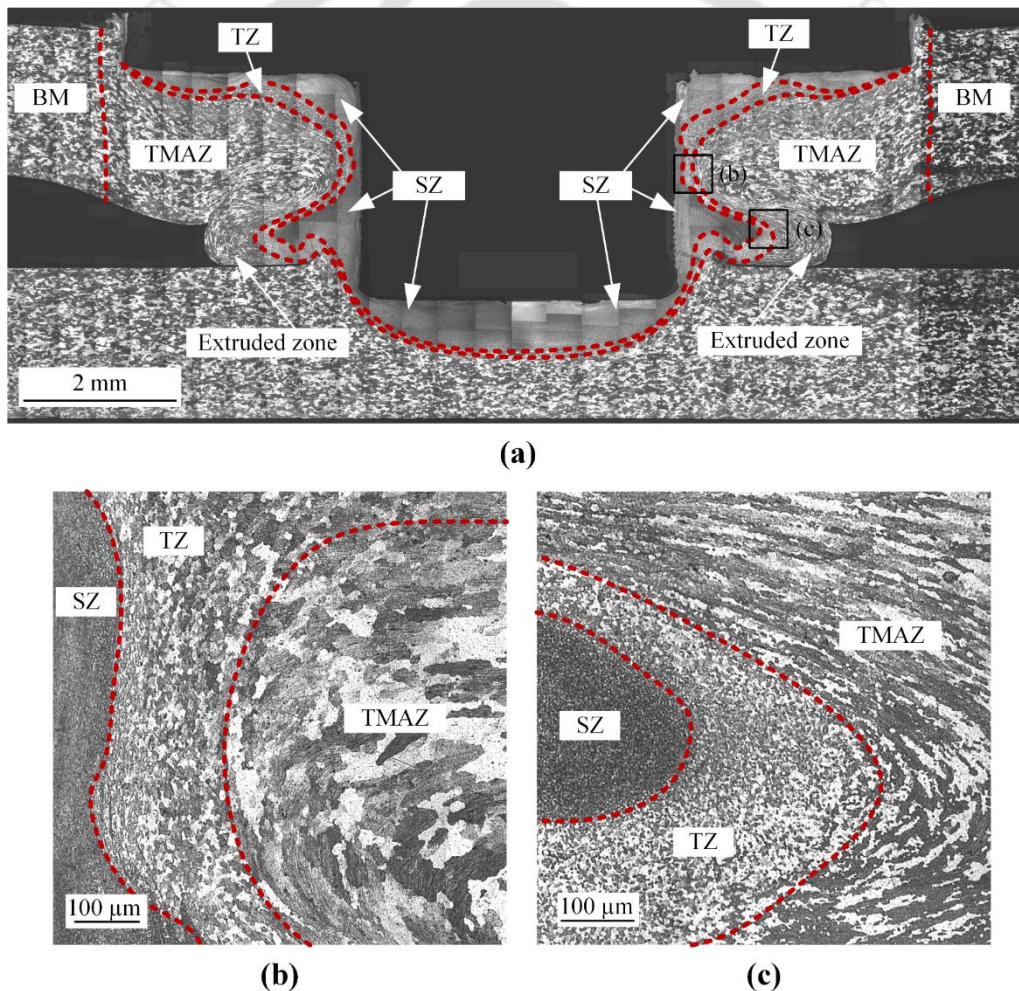 TZ
TZ
BM
BM
TMAZ
TMAZ
SZ
SZ
(b)
(c)
Extruded zone
Extruded zone
2 mm
(a)
TZ
SZ
TMAZ
100 µm
(b)
TMAZ
SZ
TZ
100 µm
(c)